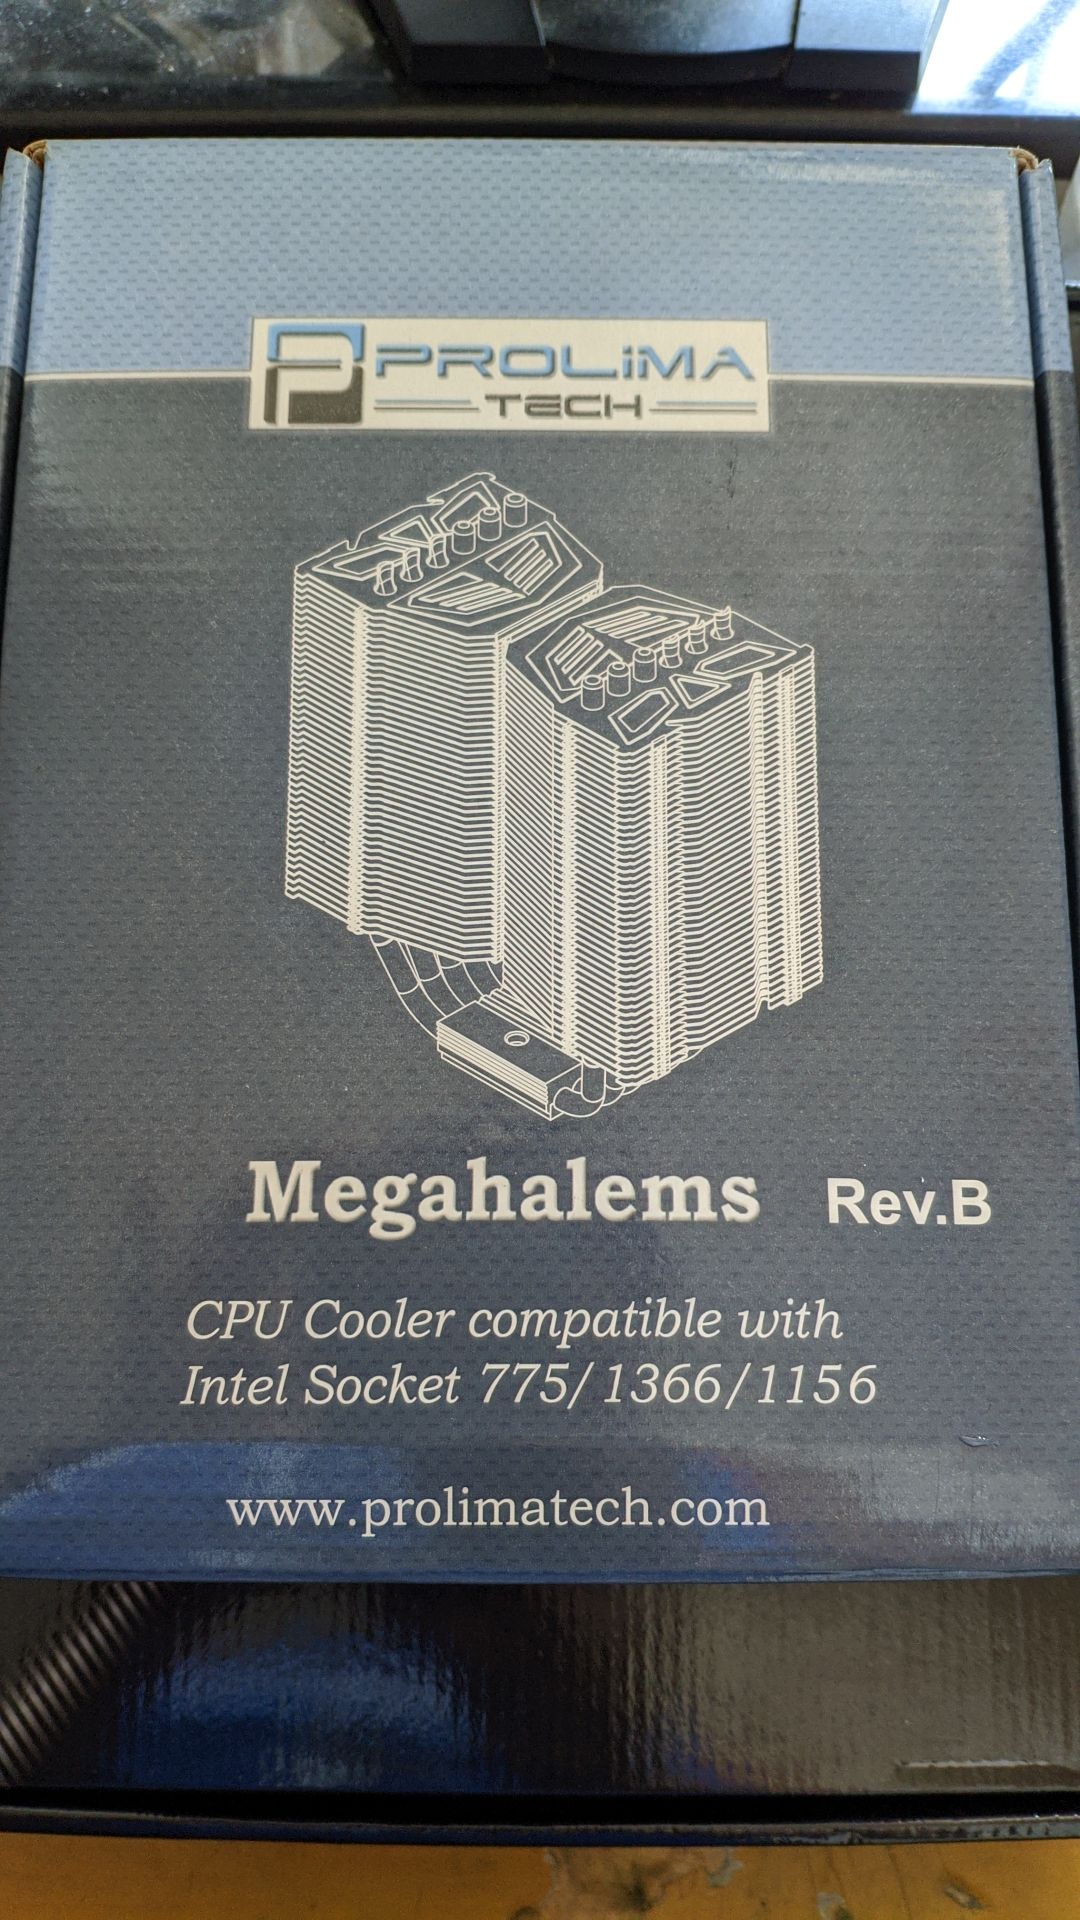 PROLiMA
TECH
Megahalems Rev.B
CPU Cooler compatible with
Intel Socket 775/1366/1156
www.prolimatech.com